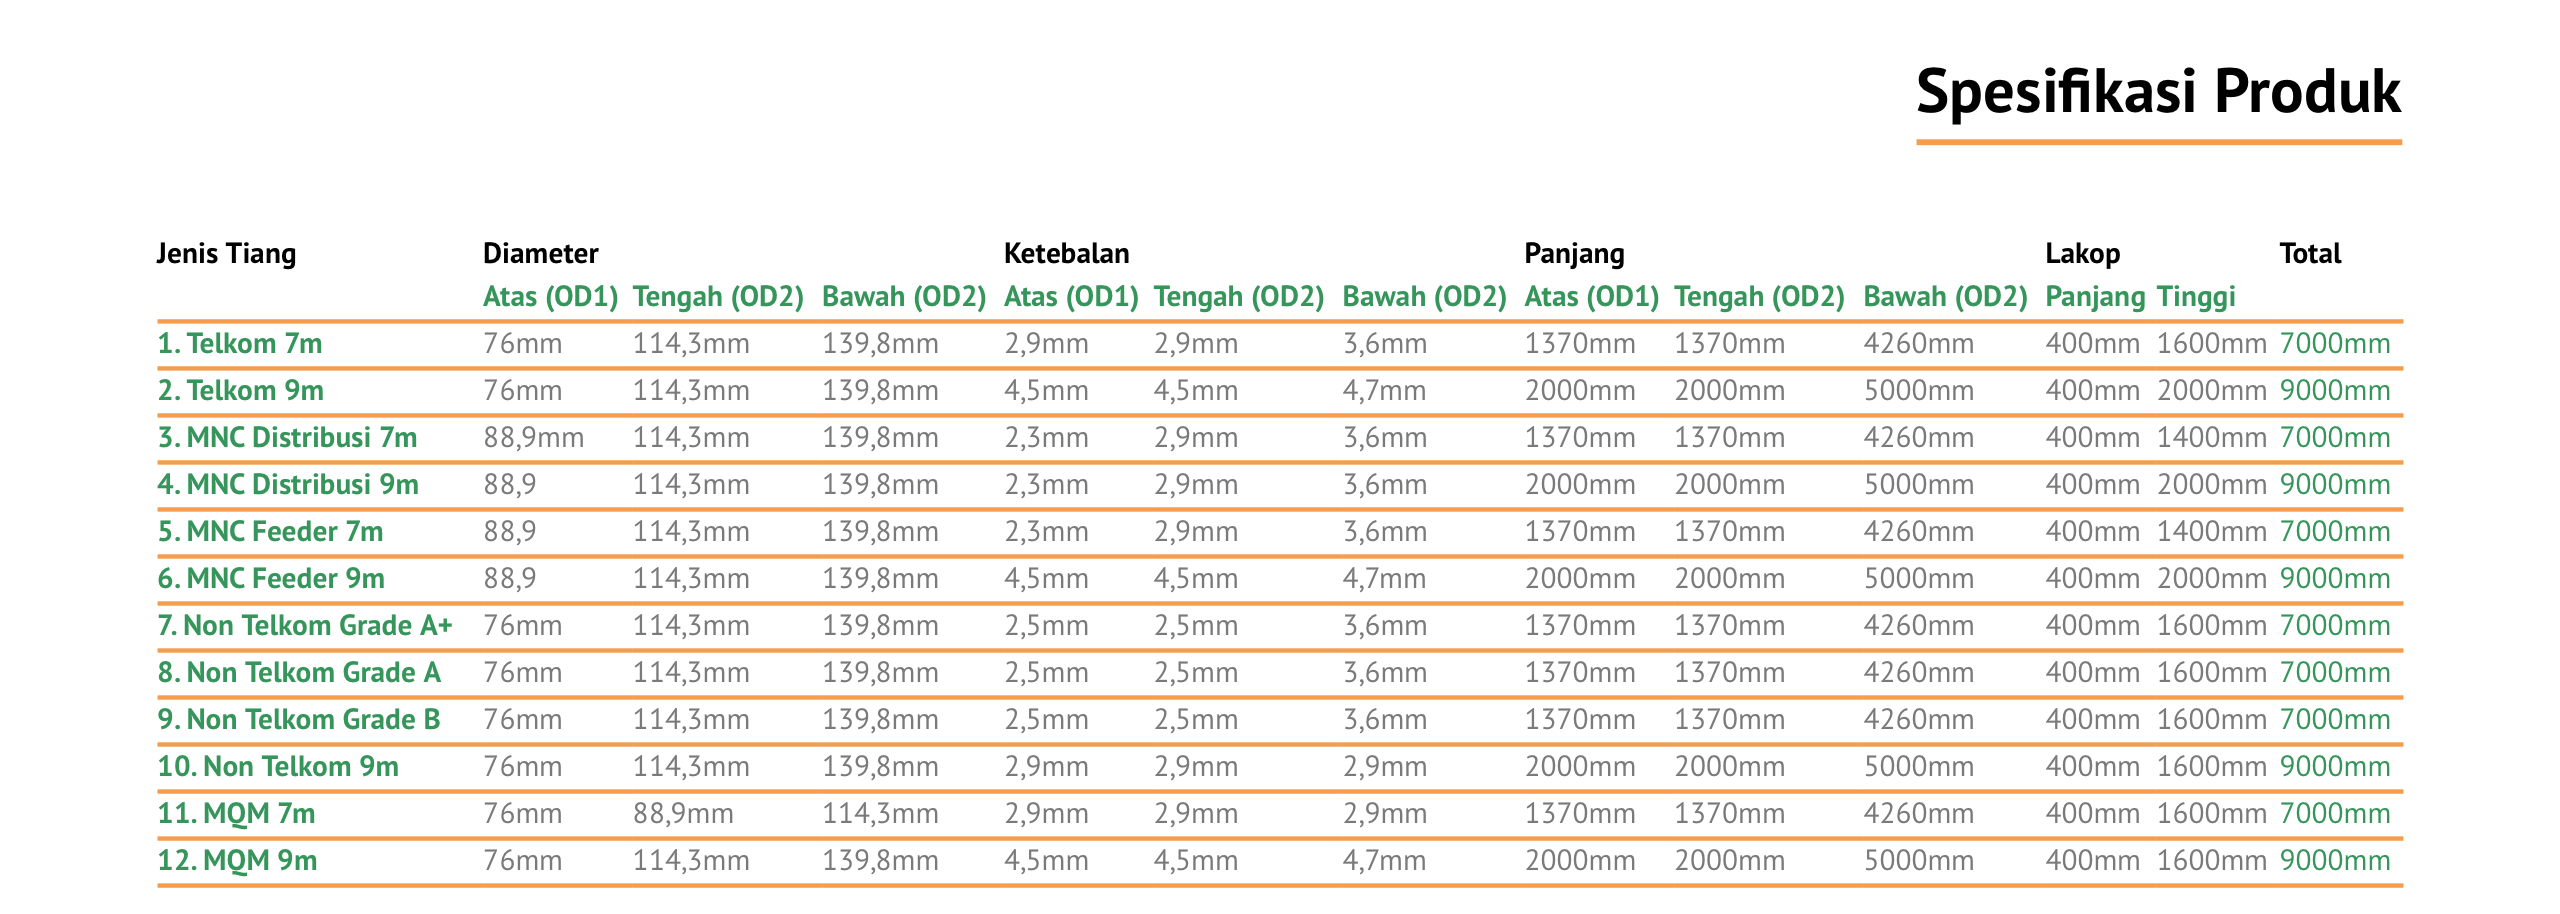 Spesifikasi Produk
Jenis Tiang Diameter Ketebalan Panjang Lakop Total
Atas (OD1) Tengah (OD2) Bawah (OD2) Atas (OD1) Tengah (OD2) Bawah (OD2) Atas (OD1) Tengah (OD2) Bawah (OD2) Panjang Tinggi
1. Telkom 7m 76mm 114,3mm 139,8mm 2,9mm 2,9mm 3,6mm 1370mm 1370mm 4260mm 400mm 1600mm 7000mm
2. Telkom 9m 76mm 114,3mm 139,8mm 4,5mm 4,5mm 4,7mm 2000mm 2000mm 5000mm 400mm 2000mm 9000mm
3. MNC Distribusi 7m 88,9mm 114,3mm 139,8mm 2,3mm 2,9mm 3,6mm 1370mm 1370mm 4260mm 400mm 1400mm 7000mm
4. MNC Distribusi 9m 88,9 114,3mm 139,8mm 2,3mm 2,9mm 3,6mm 2000mm 2000mm 5000mm 400mm 2000mm 9000mm
5. MNC Feeder 7m 88,9 114,3mm 139,8mm 2,3mm 2,9mm 3,6mm 1370mm 1370mm 4260mm 400mm 1400mm 7000mm
6. MNC Feeder 9m 88,9 114,3mm 139,8mm 4,5mm 4,5mm 4,7mm 2000mm 2000mm 5000mm 400mm 2000mm 9000mm
7. Non Telkom Grade A+ 76mm 114,3mm 139,8mm 2,5mm 2,5mm 3,6mm 1370mm 1370mm 4260mm 400mm 1600mm 7000mm
8. Non Telkom Grade A 76mm 114,3mm 139,8mm 2,5mm 2,5mm 3,6mm 1370mm 1370mm 4260mm 400mm 1600mm 7000mm
9. Non Telkom Grade B 76mm 114,3mm 139,8mm 2,5mm 2,5mm 3,6mm 1370mm 1370mm 4260mm 400mm 1600mm 7000mm
10. Non Telkom 9m 76mm 114,3mm 139,8mm 2,9mm 2,9mm 2,9mm 2000mm 2000mm 5000mm 400mm 1600mm 9000mm
11. MQM 7m 76mm 88,9mm 114,3mm 2,9mm 2,9mm 2,9mm 1370mm 1370mm 4260mm 400mm 1600mm 7000mm
12. MQM 9m 76mm 114,3mm 139,8mm 4,5mm 4,5mm 4,7mm 2000mm 2000mm 5000mm 400mm 1600mm 9000mm